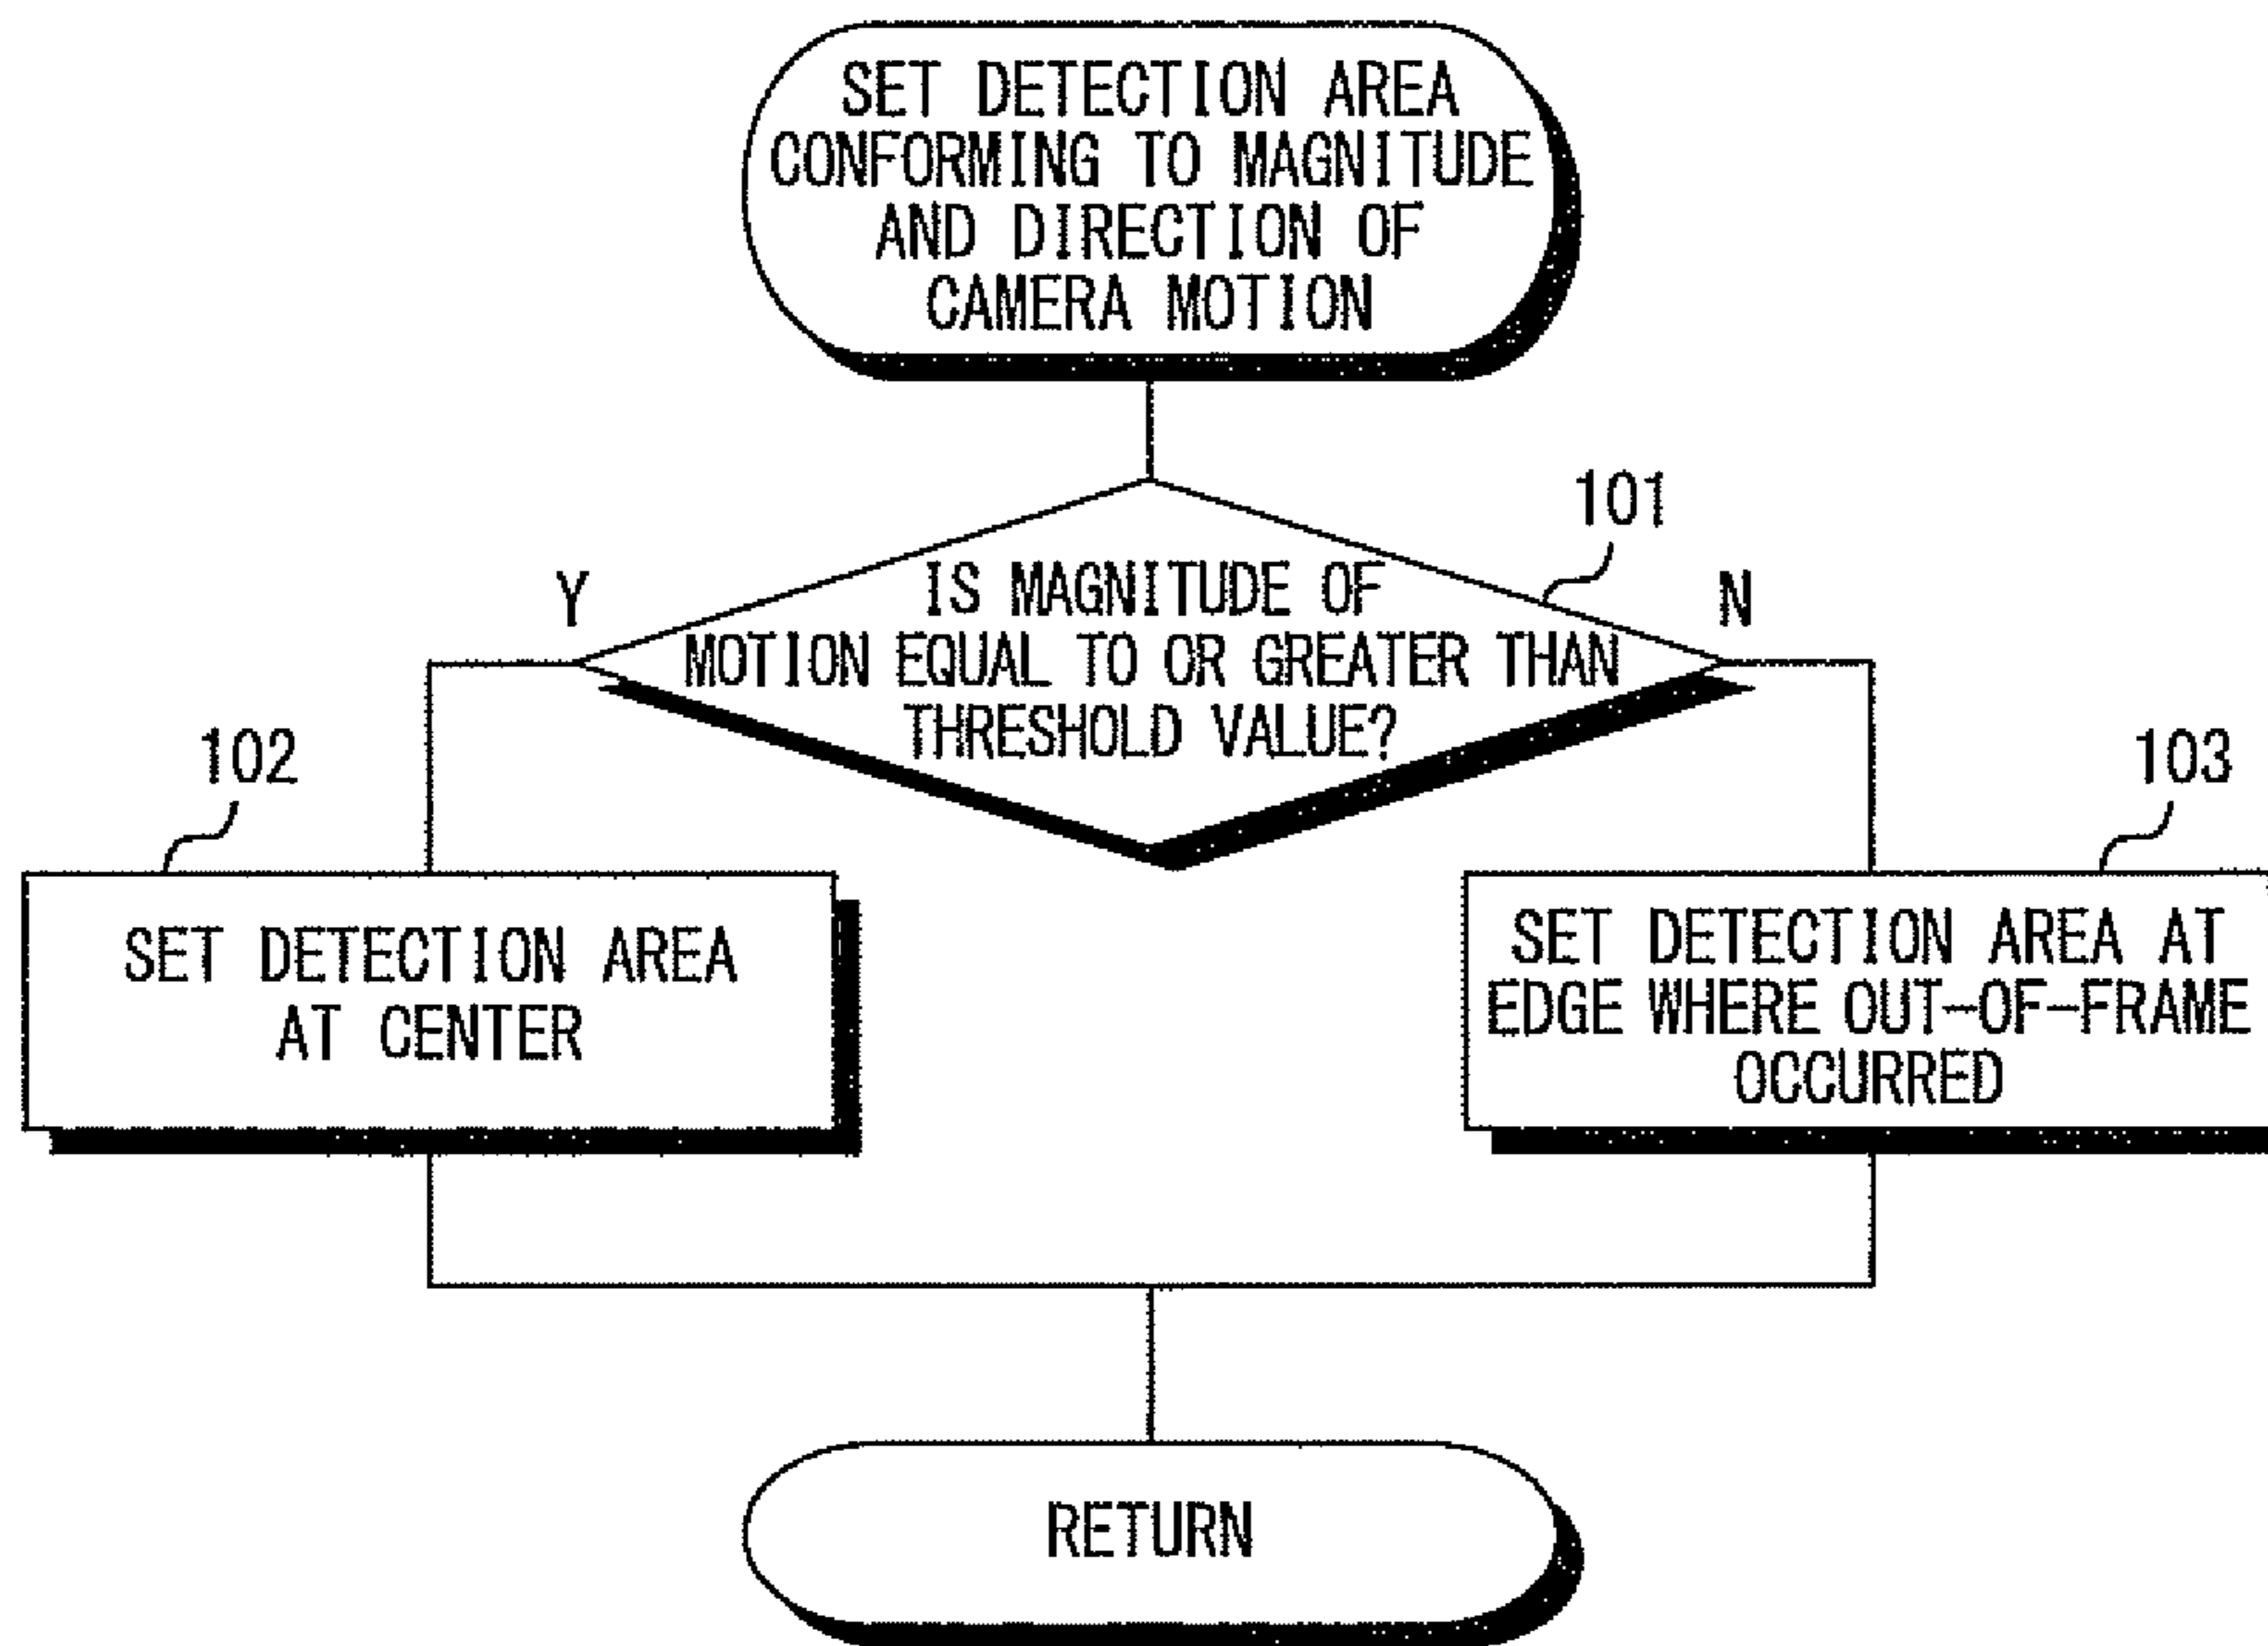 SET DETECTION AREA
CONFORMING TO MAGNITUDE
AND DIRECTION OF
CAMERA MOTION
101
Y
N
IS MAGNITUDE OF
MOTION EQUAL TO OR GREATER THAN
THRESHOLD VALUE?
102
103
SET DETECTION AREA
AT CENTER
SET DETECTION AREA AT
EDGE WHERE OUT-OF-FRAME
OCCURRED
RETURN